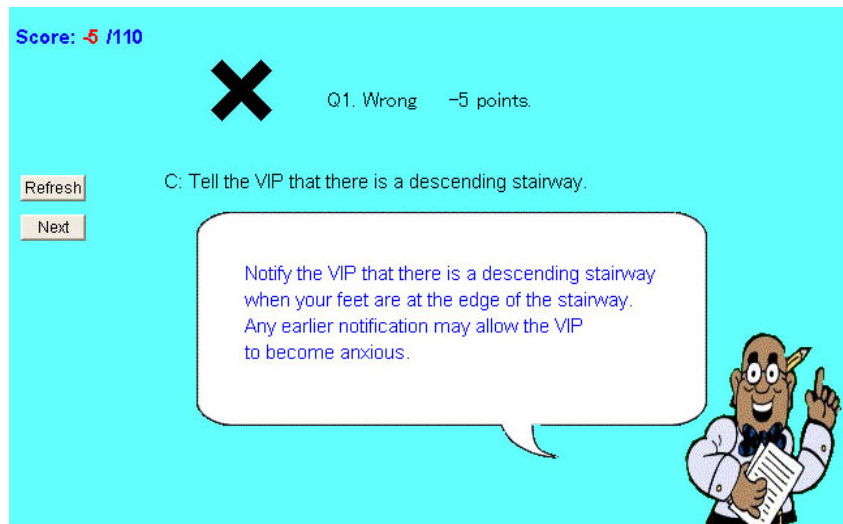 Score: -5 /110
Q1. Wrong -5 points.
Refresh
C: Tell the VIP that there is a descending stairway.
Next
Notify the VIP that there is a descending stairway
when your feet are at the edge of the stairway.
Any earlier notification may allow the VIP
to become anxious.